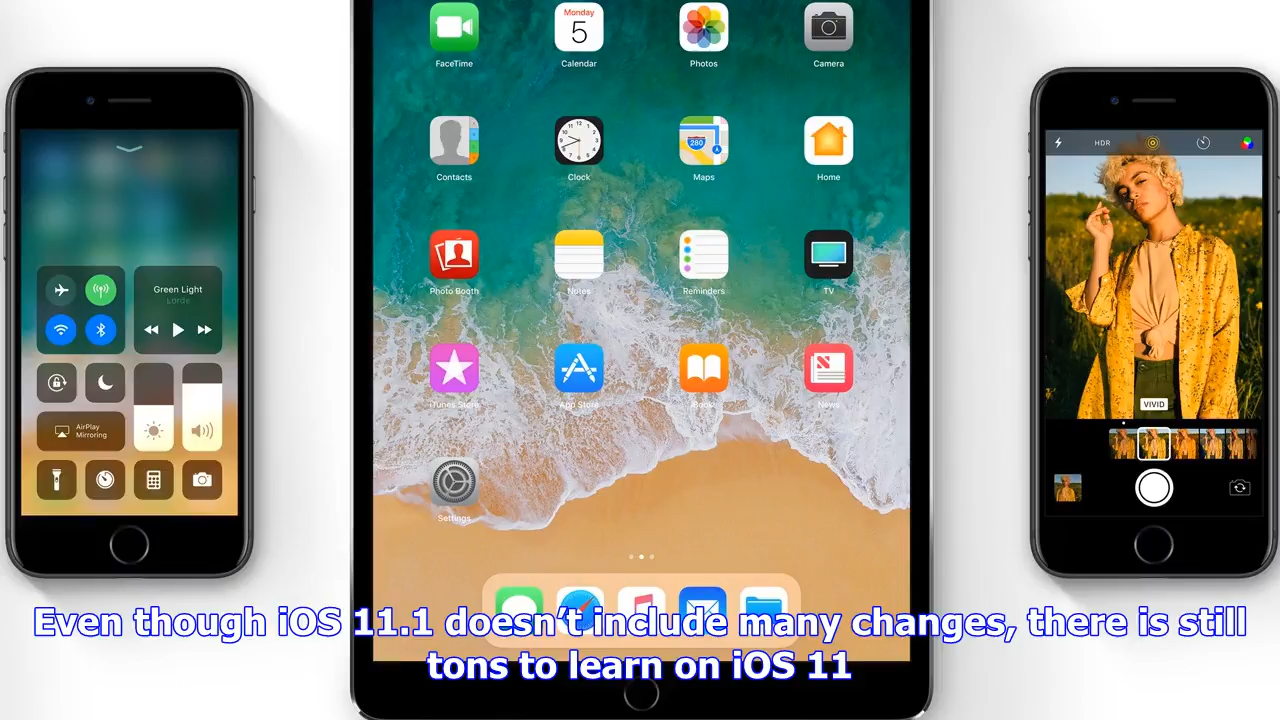 Monday
5
FaceTime
Calendar
Photos
Camera
HDR
280
Contacts
Clock
Maps
Home
Green Light
Lorde
Photo Booth
Notes
Reminders
TV
iTunes Store
App Store
iBooks
News
VIVID
AirPlay
Mirroring
Settings
Even though iOS 11.1 doesn't include many changes, there is still
tons to learn on iOS 11